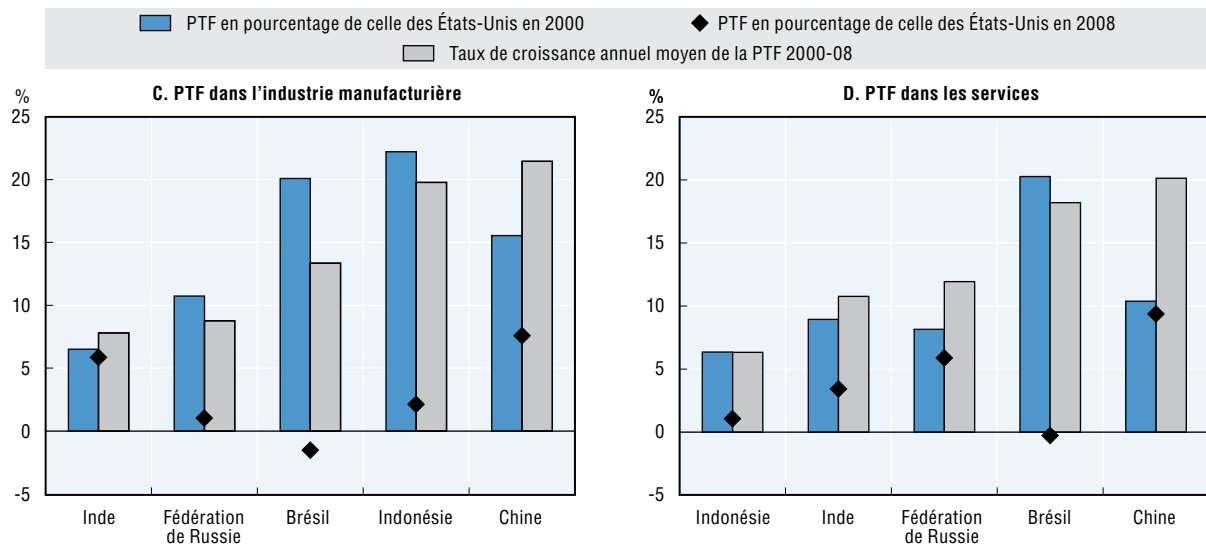 PTF en pourcentage de celle des États-Unis en 2000
PTF en pourcentage de celle des États-Unis en 2008
Taux de croissance annuel moyen de la PTF 2000-08
%
C. PTF dans l'industrie manufacturière
25
20
15
10
5
0
-5
Inde
Fédération
de Russie
Brésil
Indonésie
Chine
%
D. PTF dans les services
25
20
15
10
5
0
-5
Indonésie
Inde
Fédération
de Russie
Brésil
Chine